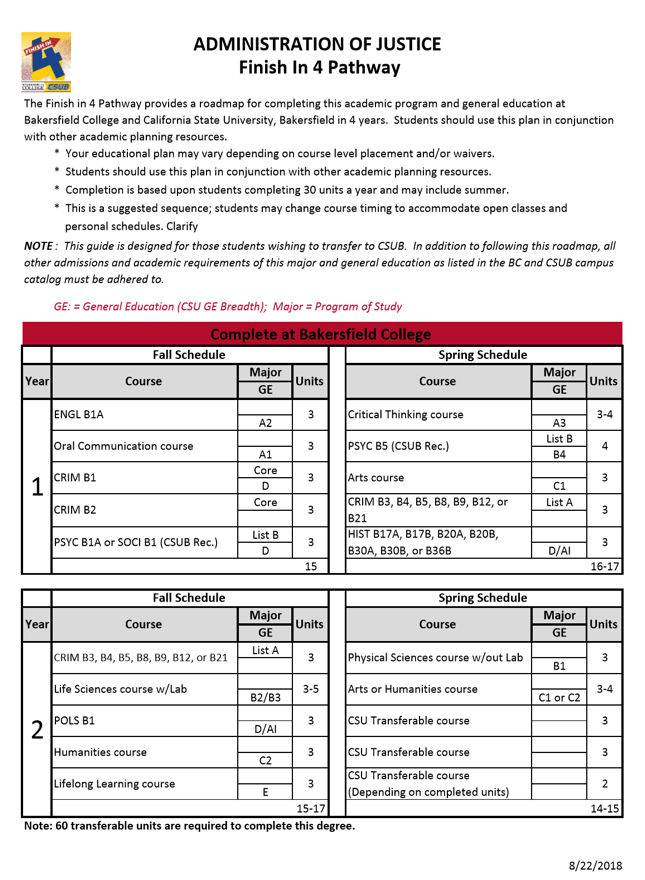 FINISH IN
4
CSUB
ADMINISTRATION OF JUSTICE
Finish In 4 Pathway
The Finish in 4 Pathway provides a roadmap for completing this academic program and general education at
Bakersfield College and California State University, Bakersfield in 4 years.  Students should use this plan in conjunction
with other academic planning resources.
* Your educational plan may vary depending on course level placement and/or waivers.
* Students should use this plan in conjunction with other academic planning resources.
* Completion is based upon students completing 30 units a year and may include summer.
* This is a suggested sequence; students may change course timing to accommodate open classes and
personal schedules. Clarify
NOTE :  This guide is designed for those students wishing to transfer to CSUB.  In addition to following this roadmap, all
other admissions and academic requirements of this major and general education as listed in the BC and CSUB campus
catalog must be adhered to.
GE: = General Education (CSU GE Breadth);  Major = Program of Study
Complete at Bakersfield College
Fall Schedule Spring Schedule
Year Course Major GE Units Course Major GE Units
1
ENGL B1A A2 3 Critical Thinking course A3 3-4
Oral Communication course A1 3 PSYC B5 (CSUB Rec.) List B B4 4
CRIM B1 Core D 3 Arts course C1 3
CRIM B2 Core 3 CRIM B3, B4, B5, B8, B9, B12, or
B21 List A 3
PSYC B1A or SOCI B1 (CSUB Rec.) List B D 3 HIST B17A, B17B, B20A, B20B,
B30A, B30B, or B36B D/AI 3
15 16-17
Fall Schedule Spring Schedule
Year Course Major GE Units Course Major GE Units
2
CRIM B3, B4, B5, B8, B9, B12, or B21 List A 3 Physical Sciences course w/out Lab B1 3
Life Sciences course w/Lab B2/B3 3-5 Arts or Humanities course C1 or C2 3-4
POLS B1 D/AI 3 CSU Transferable course 3
Humanities course C2 3 CSU Transferable course 3
Lifelong Learning course E 3 CSU Transferable course
(Depending on completed units) 2
15-17 14-15
Note: 60 transferable units are required to complete this degree.
8/22/2018